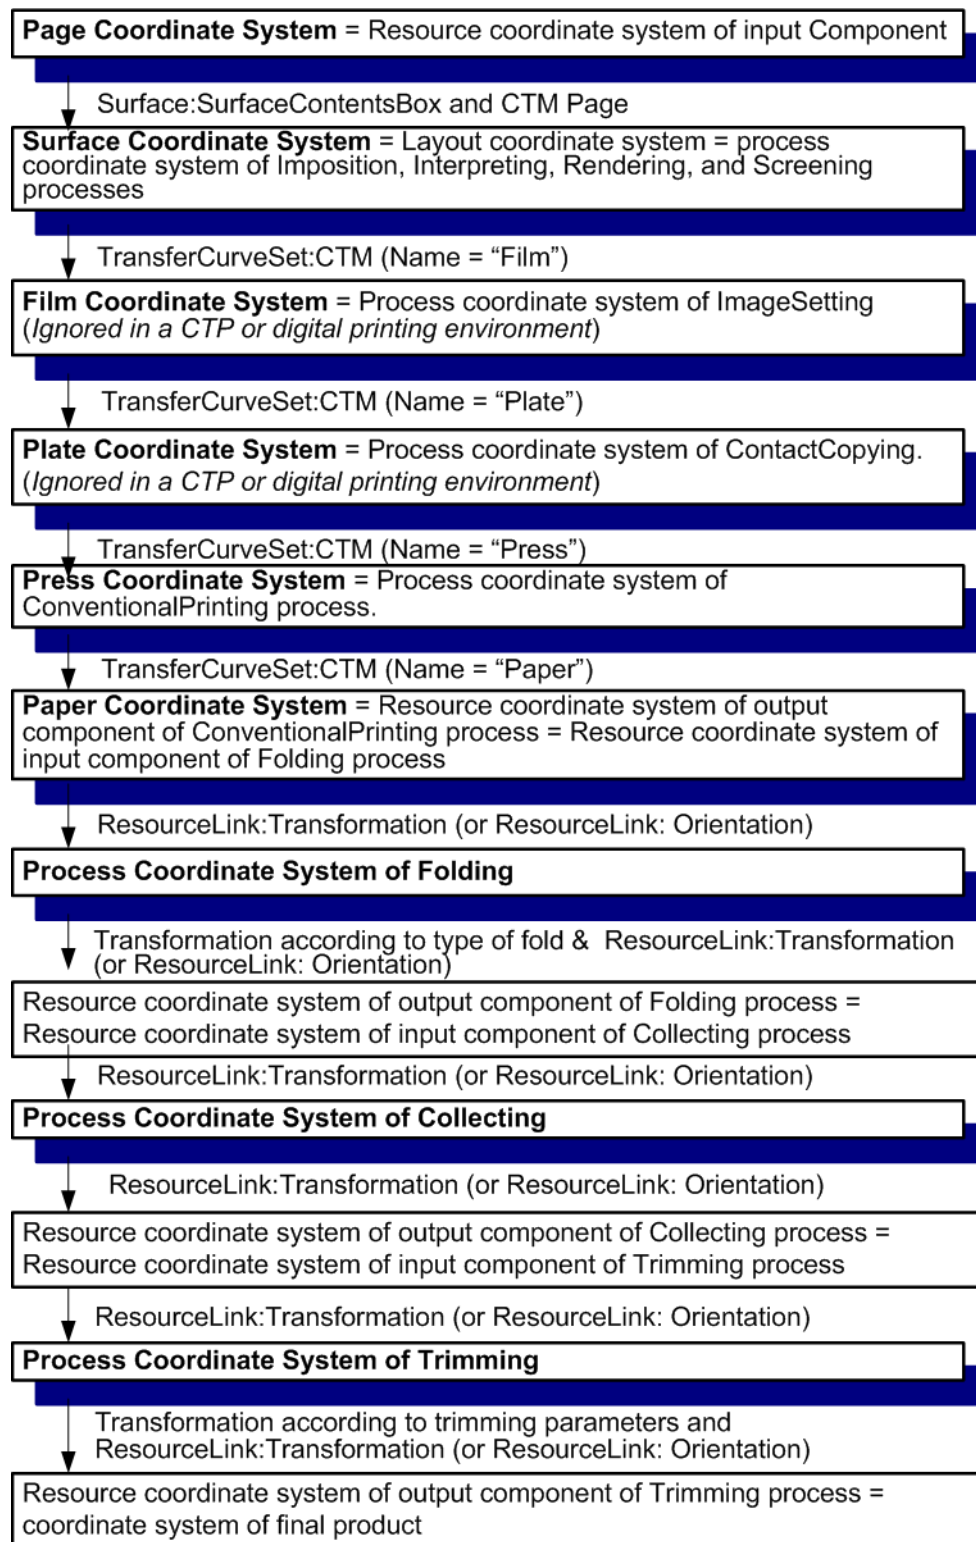 Page Coordinate System = Resource coordinate system of input Component
Surface:SurfaceContentsBox and CTM Page
Surface Coordinate System = Layout coordinate system = process
coordinate system of Imposition, Interpreting, Rendering, and Screening
processes
TransferCurveSet:CTM (Name = “Film”)
Film Coordinate System = Process coordinate system of ImageSetting
(Ignored in a CTP or digital printing environment)
TransferCurveSet:CTM (Name = “Plate”)
Plate Coordinate System = Process coordinate system of ContactCopying.
(Ignored in a CTP or digital printing environment)
TransferCurveSet:CTM (Name = “Press”)
Press Coordinate System = Process coordinate system of
ConventionalPrinting process.
TransferCurveSet:CTM (Name = “Paper”)
Paper Coordinate System = Resource coordinate system of output
component of ConventionalPrinting process = Resource coordinate system of
input component of Folding process
ResourceLink:Transformation (or ResourceLink: Orientation)
Process Coordinate System of Folding
Transformation according to type of fold & ResourceLink:Transformation
(or ResourceLink: Orientation)
Resource coordinate system of output component of Folding process =
Resource coordinate system of input component of Collecting process
ResourceLink:Transformation (or ResourceLink: Orientation)
Process Coordinate System of Collecting
ResourceLink:Transformation (or ResourceLink: Orientation)
Resource coordinate system of output component of Collecting process =
Resource coordinate system of input component of Trimming process
ResourceLink:Transformation (or ResourceLink: Orientation)
Process Coordinate System of Trimming
Transformation according to trimming parameters and
ResourceLink:Transformation (or ResourceLink: Orientation)
Resource coordinate system of output component of Trimming process =
coordinate system of final product